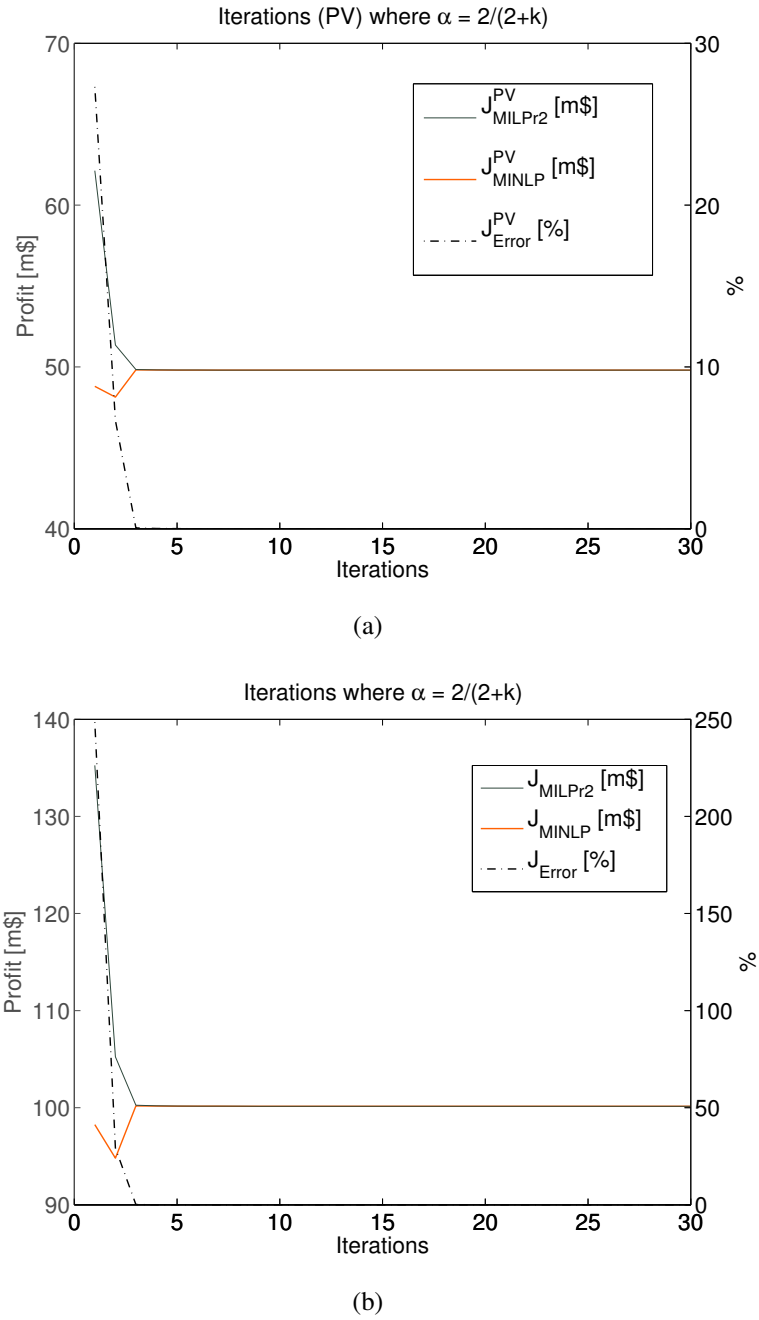 Iterations (PV) where α = 2/(2+k)
70
60
50
40
Profit [m$]
30
20
10
0
%
J^PV_MILPr2 [m$]
J^PV_MINLP [m$]
J^PV_Error [%]
0 5 10 15 20 25 30
Iterations
(a)
Iterations where α = 2/(2+k)
140
130
120
110
100
90
Profit [m$]
250
200
150
100
50
0
%
J_MILPr2 [m$]
J_MINLP [m$]
J_Error [%]
0 5 10 15 20 25 30
Iterations
(b)